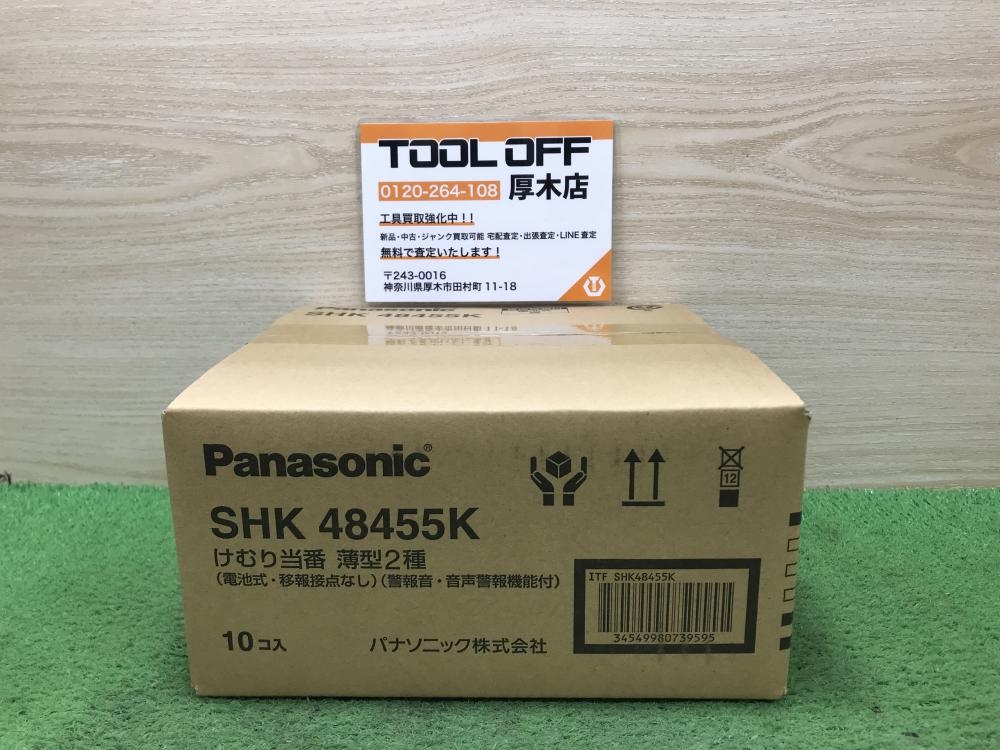 TOOL OFF
0120-264-108 厚木店
工具買取強化中！！
新品・中古・ジャンク買取可能 宅配査定・出張査定・LINE査定
無料で査定いたします！
〒243-0016
神奈川県厚木市田村町 11-18
Panasonic
SHK 48455K
Panasonic®
12
SHK 48455K
けむり当番 薄型2種
（電池式・移報接点なし）（警報音・音声警報機能付）
ITF SHK48455K
34549980739595
10コ入
パナソニック株式会社